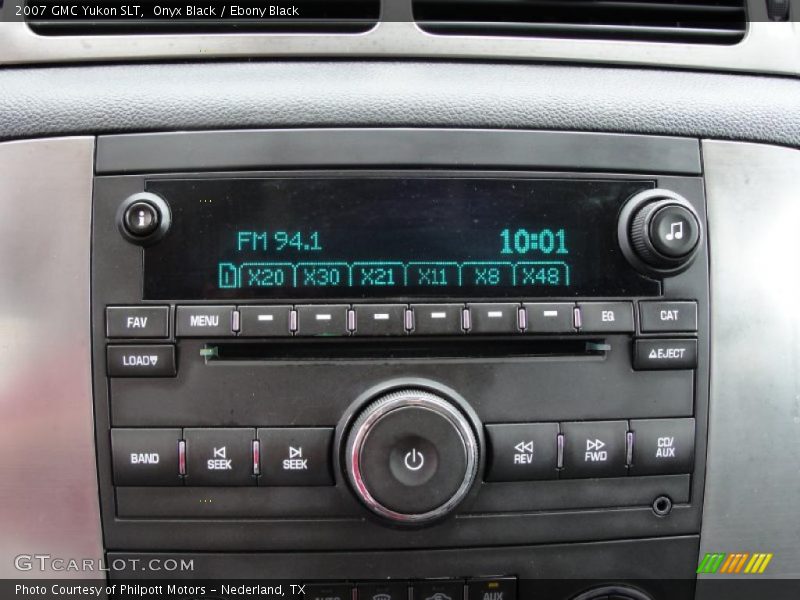 2007 GMC Yukon SLT,  Onyx Black / Ebony Black
i
FM 94.1 10:01
X20 X30 X21 X11 X8 X48
FAV MENU EQ CAT
LOAD EJECT
BAND SEEK SEEK REV FWD CD/AUX
GTcarlot.com
Photo Courtesy of Philpott Motors - Nederland, TX
AUTO AUX